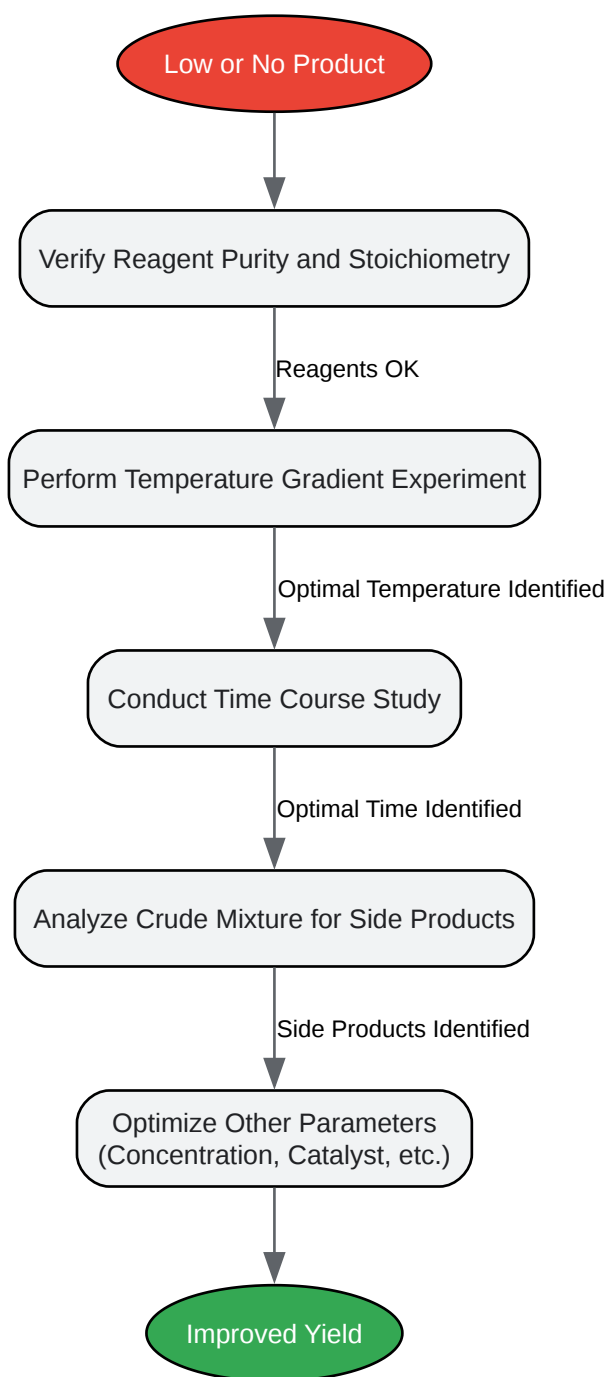 Low or No Product
Verify Reagent Purity and Stoichiometry
Reagents OK
Perform Temperature Gradient Experiment
Optimal Temperature Identified
Conduct Time Course Study
Optimal Time Identified
Analyze Crude Mixture for Side Products
Side Products Identified
Optimize Other Parameters
(Concentration, Catalyst, etc.)
Improved Yield